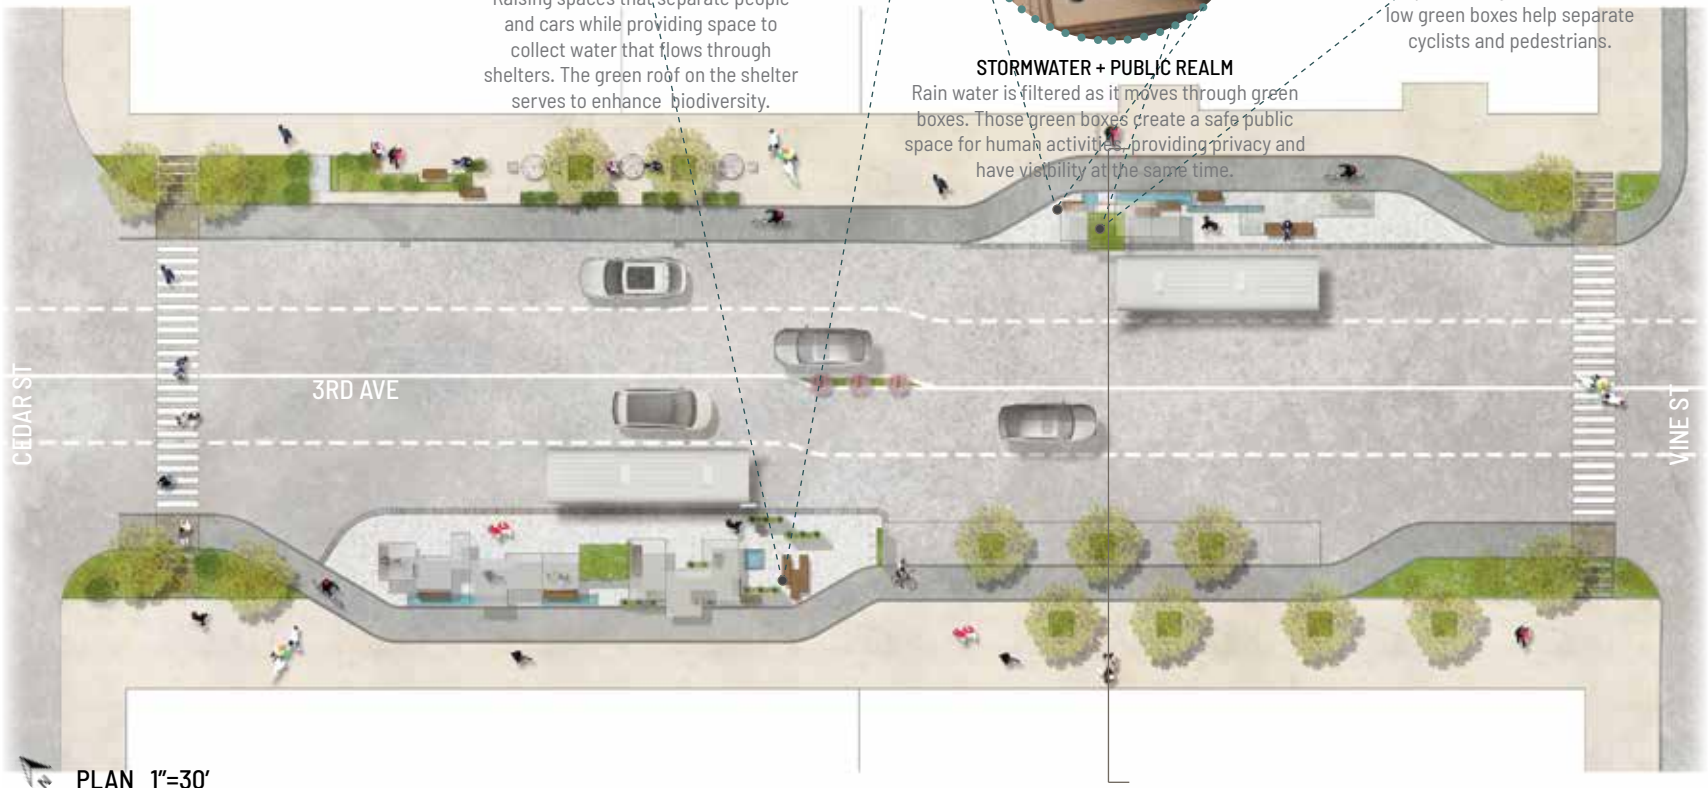 Raising spaces that separate people
and cars while providing space to
collect water that flows through
shelters. The green roof on the shelter
serves to enhance biodiversity.
low green boxes help separate
cyclists and pedestrians.
STORMWATER + PUBLIC REALM
Rain water is filtered as it moves through green
boxes. Those green boxes create a safe public
space for human activities, providing privacy and
have visibility at the same time.
CEDAR ST
3RD AVE
VINE ST
N
PLAN 1"=30'